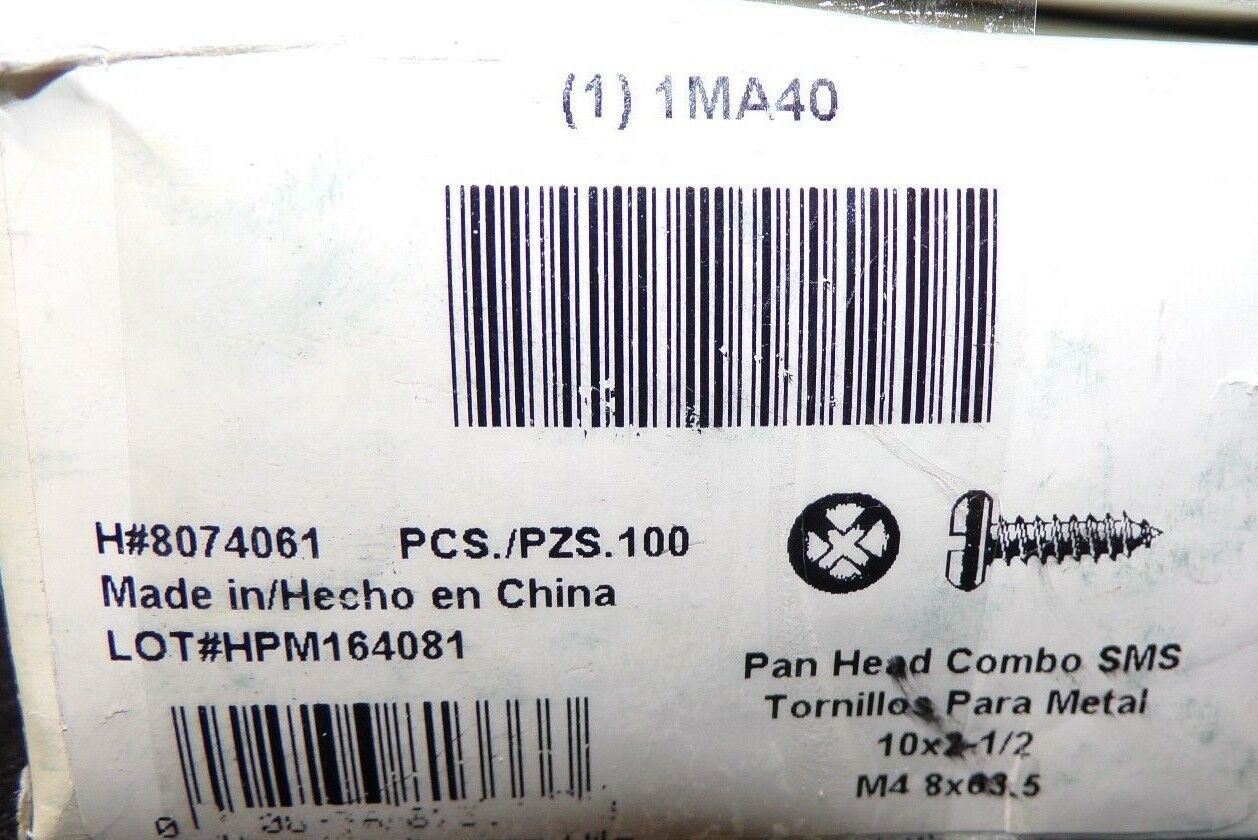 (1) 1MA40
H#8074061 PCS./PZS.100
Made in/Hecho en China
LOT#HPM164081
Pan Head Combo SMS
Tornillos Para Metal
10x2-1/2
M4 8x63.5